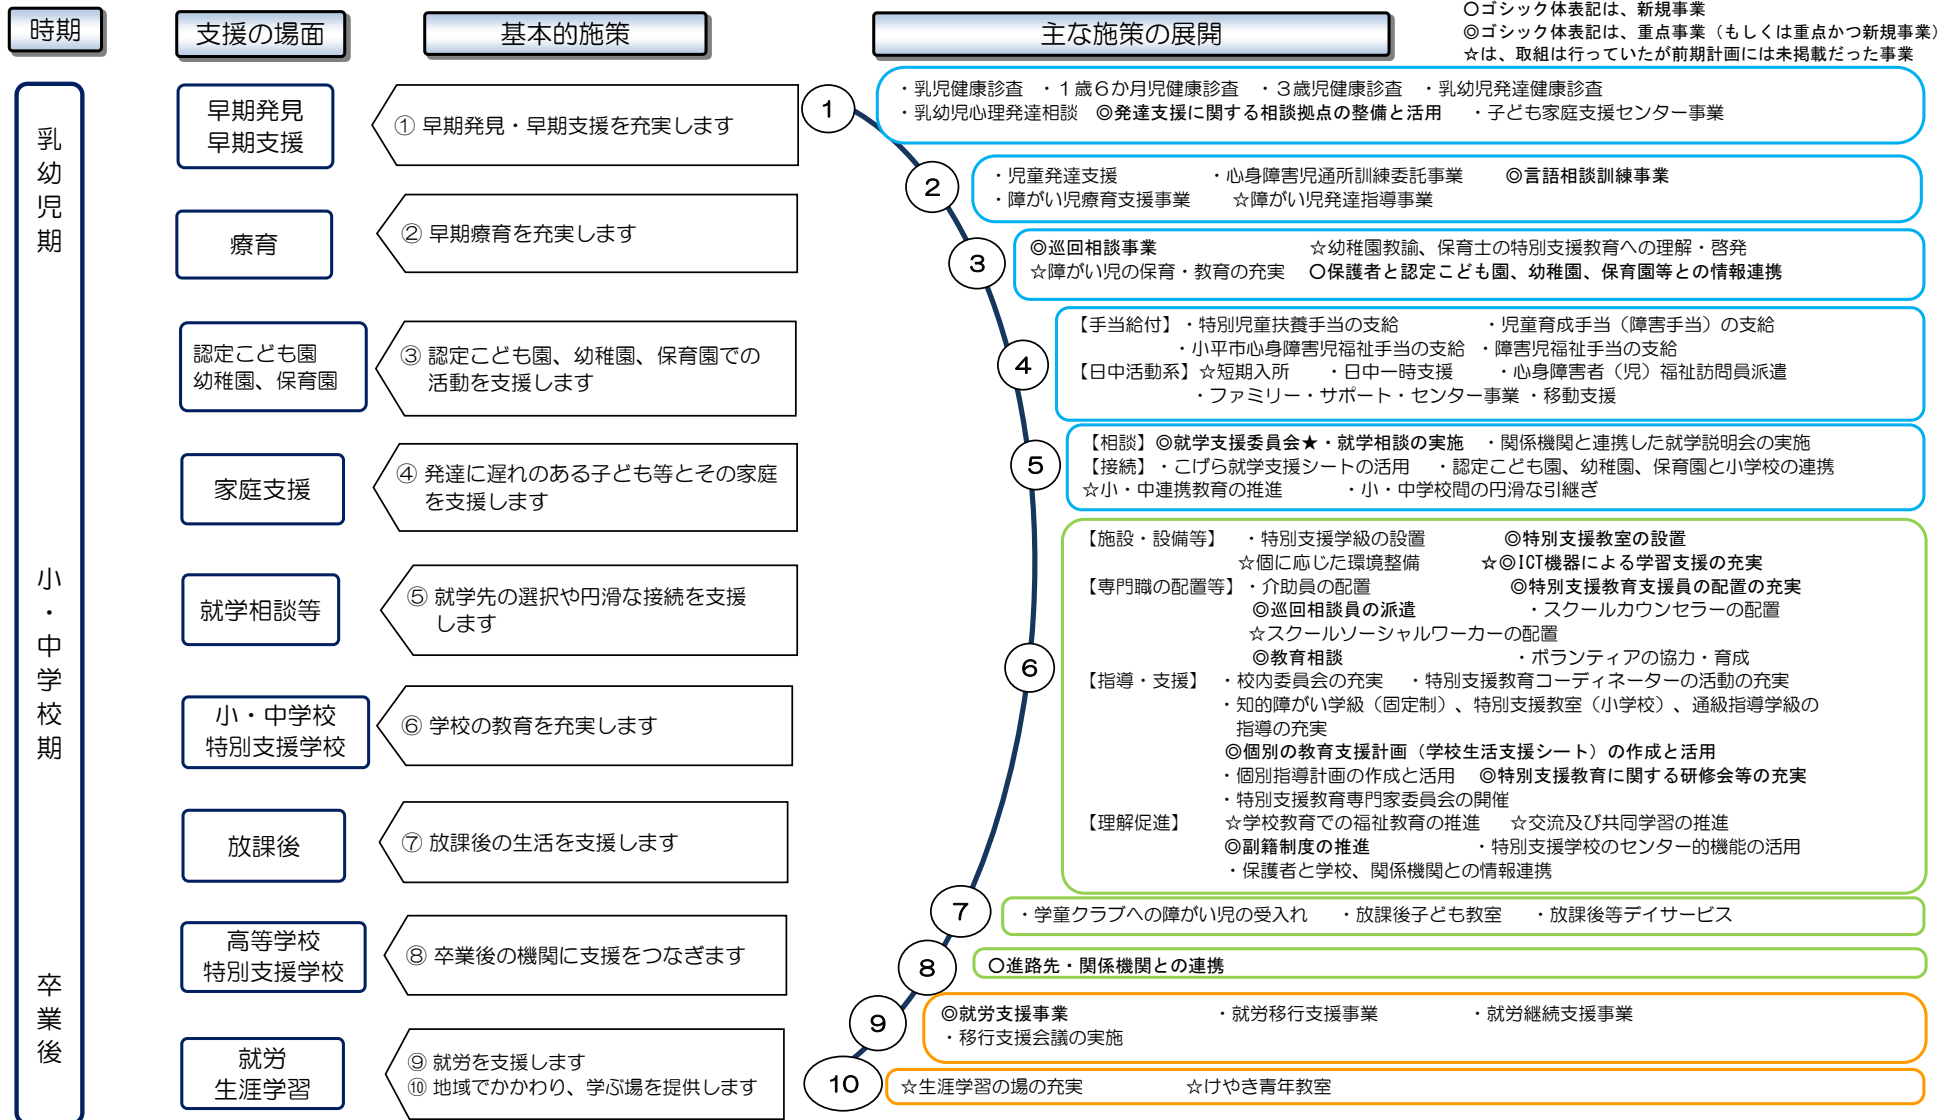 時期
支援の場面
基本的施策
主な施策の展開
〇ゴシック体表記は、新規事業
◎ゴシック体表記は、重点事業（もしくは重点かつ新規事業）
☆は、取組は行っていたが前期計画には未掲載だった事業
乳幼児期
小・中学校期
卒業後
早期発見
早期支援
① 早期発見・早期支援を充実します
療育
② 早期療育を充実します
認定こども園
幼稚園、保育園
③ 認定こども園、幼稚園、保育園での
活動を支援します
家庭支援
④ 発達に遅れのある子ども等とその家庭
を支援します
就学相談等
⑤ 就学先の選択や円滑な接続を支援
します
小・中学校
特別支援学校
⑥ 学校の教育を充実します
放課後
⑦ 放課後の生活を支援します
高等学校
特別支援学校
⑧ 卒業後の機関に支援をつなぎます
就労
生涯学習
⑨ 就労を支援します
⑩ 地域でかかわり、学ぶ場を提供します
1
・乳児健康診査　・１歳６か月児健康診査　・３歳児健康診査　・乳幼児発達健康診査
・乳幼児心理発達相談　◎発達支援に関する相談拠点の整備と活用　・子ども家庭支援センター事業
2
・児童発達支援　・心身障害児通所訓練委託事業　◎言語相談訓練事業
・障がい児療育支援事業　☆障がい児発達指導事業
3
◎巡回相談事業　☆幼稚園教諭、保育士の特別支援教育への理解・啓発
☆障がい児の保育・教育の充実　〇保護者と認定こども園、幼稚園、保育園等との情報連携
4
【手当給付】・特別児童扶養手当の支給　・児童育成手当（障害手当）の支給
・小平市心身障害児福祉手当の支給　・障害児福祉手当の支給
【日中活動系】☆短期入所　・日中一時支援　・心身障害者（児）福祉訪問員派遣
・ファミリー・サポート・センター事業　・移動支援
5
【相談】◎就学支援委員会★・就学相談の実施　・関係機関と連携した就学説明会の実施
【接続】・こげら就学支援シートの活用　・認定こども園、幼稚園、保育園と小学校の連携
☆小・中連携教育の推進　・小・中学校間の円滑な引継ぎ
6
【施設・設備等】　・特別支援学級の設置　◎特別支援教室の設置
☆個に応じた環境整備　☆◎ICT機器による学習支援の充実
【専門職の配置等】・介助員の配置　◎特別支援教育支援員の配置の充実
◎巡回相談員の派遣　・スクールカウンセラーの配置
☆スクールソーシャルワーカーの配置
◎教育相談　・ボランティアの協力・育成
【指導・支援】　・校内委員会の充実　・特別支援教育コーディネーターの活動の充実
・知的障がい学級（固定制）、特別支援教室（小学校）、通級指導学級の
指導の充実
◎個別の教育支援計画（学校生活支援シート）の作成と活用
・個別指導計画の作成と活用　◎特別支援教育に関する研修会等の充実
・特別支援教育専門家委員会の開催
【理解促進】　☆学校教育での福祉教育の推進　☆交流及び共同学習の推進
◎副籍制度の推進　・特別支援学校のセンター的機能の活用
・保護者と学校、関係機関との情報連携
7
・学童クラブへの障がい児の受入れ　・放課後子ども教室　・放課後等デイサービス
8
〇進路先・関係機関との連携
9
◎就労支援事業　・就労移行支援事業　・就労継続支援事業
・移行支援会議の実施
10
☆生涯学習の場の充実　☆けやき青年教室